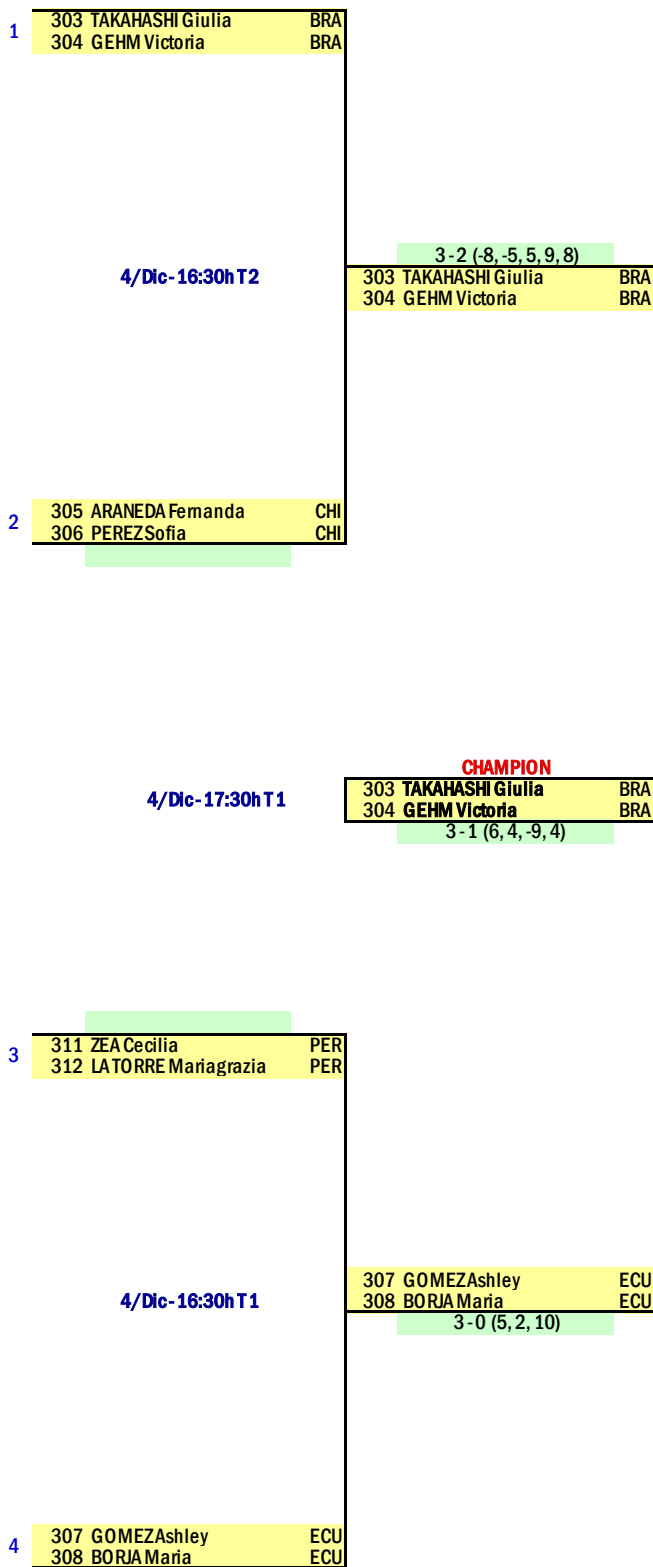 1
303 TAKAHASHI Giulia BRA
304 GEHM Victoria BRA
4/Dic-16:30h T2
3-2 (-8, -5, 5, 9, 8)
303 TAKAHASHI Giulia BRA
304 GEHM Victoria BRA
2
305 ARANEDA Fernanda CHI
306 PEREZ Sofia CHI
CHAMPION
4/Dic-17:30h T1
303 TAKAHASHI Giulia BRA
304 GEHM Victoria BRA
3-1 (6, 4, -9, 4)
3
311 ZEA Cecilia PER
312 LA TORRE Mariagrazia PER
4/Dic-16:30h T1
307 GOMEZ Ashley ECU
308 BORJA Maria ECU
3-0 (5, 2, 10)
4
307 GOMEZ Ashley ECU
308 BORJA Maria ECU